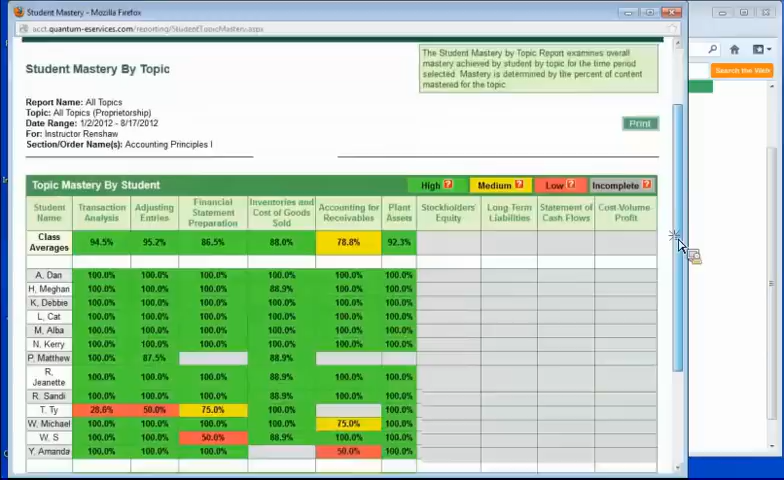 Student Mastery - Mozilla Firefox
acct.quantum-eservices.com/reporting/StudentTopicMastery.aspx
The Student Mastery by Topic Report examines overall
mastery achieved by student by topic for the time period
selected. Mastery is determined by the percent of content
mastered for the topic
Student Mastery By Topic
Report Name: All Topics
Topic: All Topics (Proprietorship)
Date Range: 1/2/2012 - 8/17/2012
For: Instructor Renshaw
Section/Order Name(s): Accounting Principles I
Print
Search the Web
Topic Mastery By Student High ? Medium ? Low ? Incomplete ?
Student Name Transaction Analysis Adjusting Entries Financial Statement Preparation Inventories and Cost of Goods Sold Accounting for Receivables Plant Assets Stockholders' Equity Long Term Liabilities Statement of Cash Flows Cost-Volume-Profit
Class Averages 94.5% 95.2% 86.5% 88.0% 78.8% 92.3%
A, Dan 100.0% 100.0% 100.0% 100.0% 100.0% 100.0%
H, Meghan 100.0% 100.0% 100.0% 88.9% 100.0% 100.0%
K, Debbie 100.0% 100.0% 100.0% 100.0% 100.0% 100.0%
L, Cat 100.0% 100.0% 100.0% 100.0% 100.0% 100.0%
M, Alba 100.0% 100.0% 100.0% 100.0% 100.0% 100.0%
N, Kerry 100.0% 100.0% 100.0% 100.0% 100.0% 100.0%
P, Matthew 100.0% 87.5% 88.9% 100.0%
R, Jeanette 100.0% 100.0% 100.0% 88.9% 100.0% 100.0%
R. Sandi 100.0% 100.0% 100.0% 88.9% 100.0% 100.0%
T. Ty 28.6% 50.0% 75.0% 100.0% 100.0%
W, Michael 100.0% 100.0% 100.0% 100.0% 75.0% 100.0%
W. S 100.0% 100.0% 50.0% 88.9% 100.0% 100.0%
Y. Amanda 100.0% 100.0% 100.0% 50.0% 100.0%